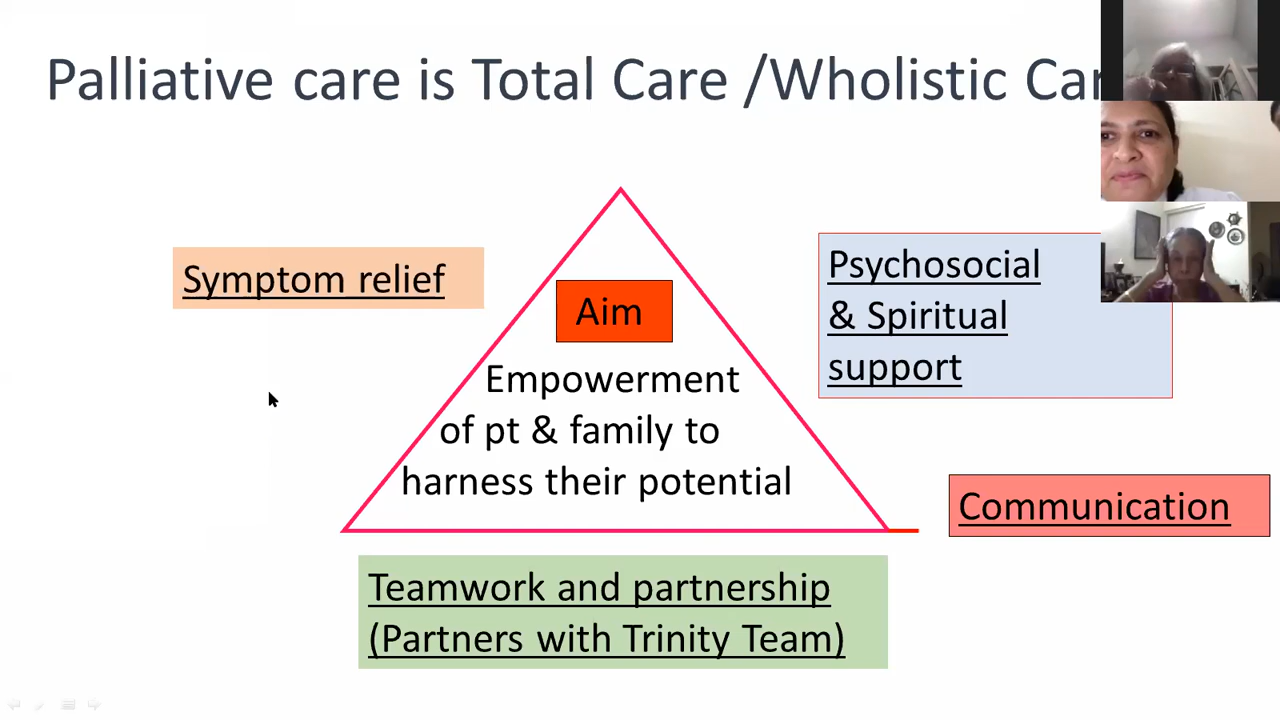 Palliative care is Total Care /Wholistic Car
Symptom relief
Psychosocial
& Spiritual
support
Aim
Empowerment
of pt & family to
harness their potential
Communication
Teamwork and partnership
(Partners with Trinity Team)